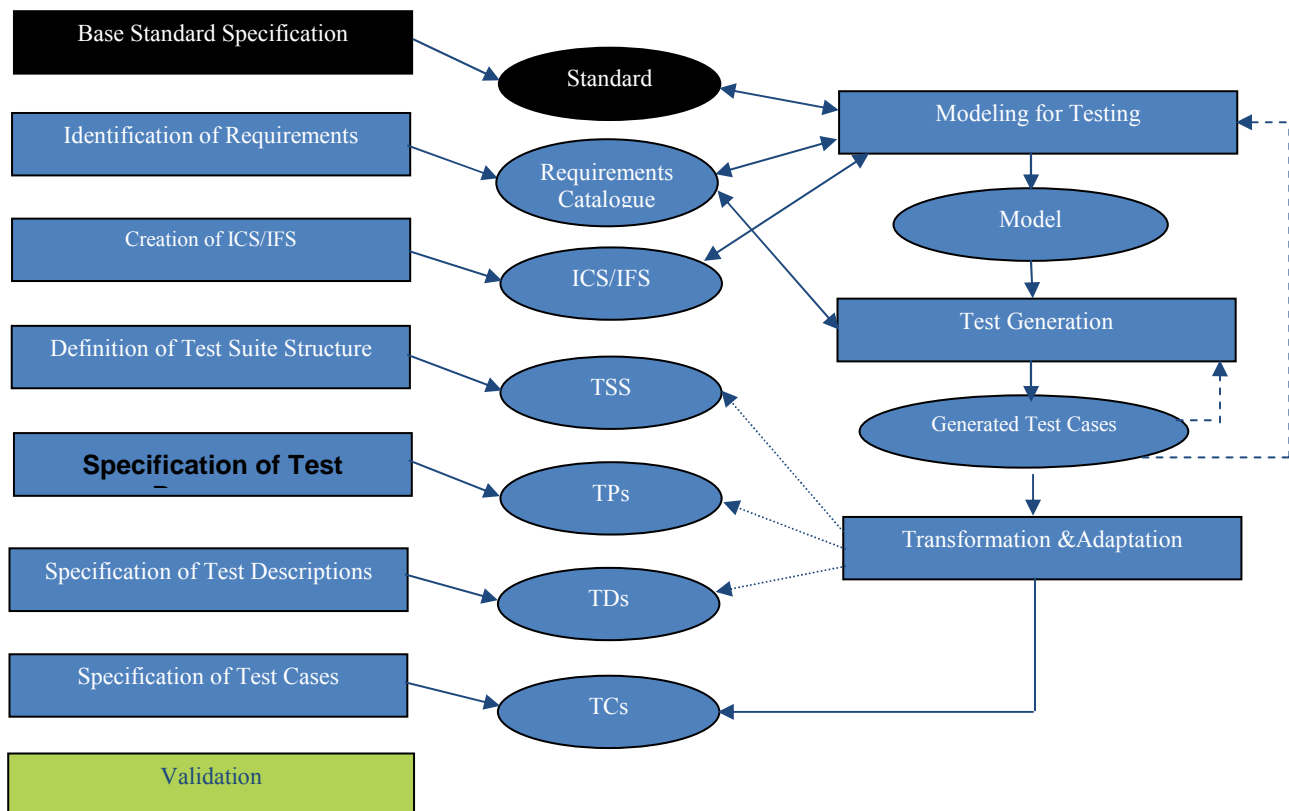 Base Standard Specification
Standard
Modeling for Testing
Identification of Requirements
Requirements
Catalogue
Model
Creation of ICS/IFS
ICS/IFS
Test Generation
Definition of Test Suite Structure
TSS
Generated Test Cases
Specification of Test
TPs
Transformation &Adaptation
Specification of Test Descriptions
TDs
Specification of Test Cases
TCs
Validation